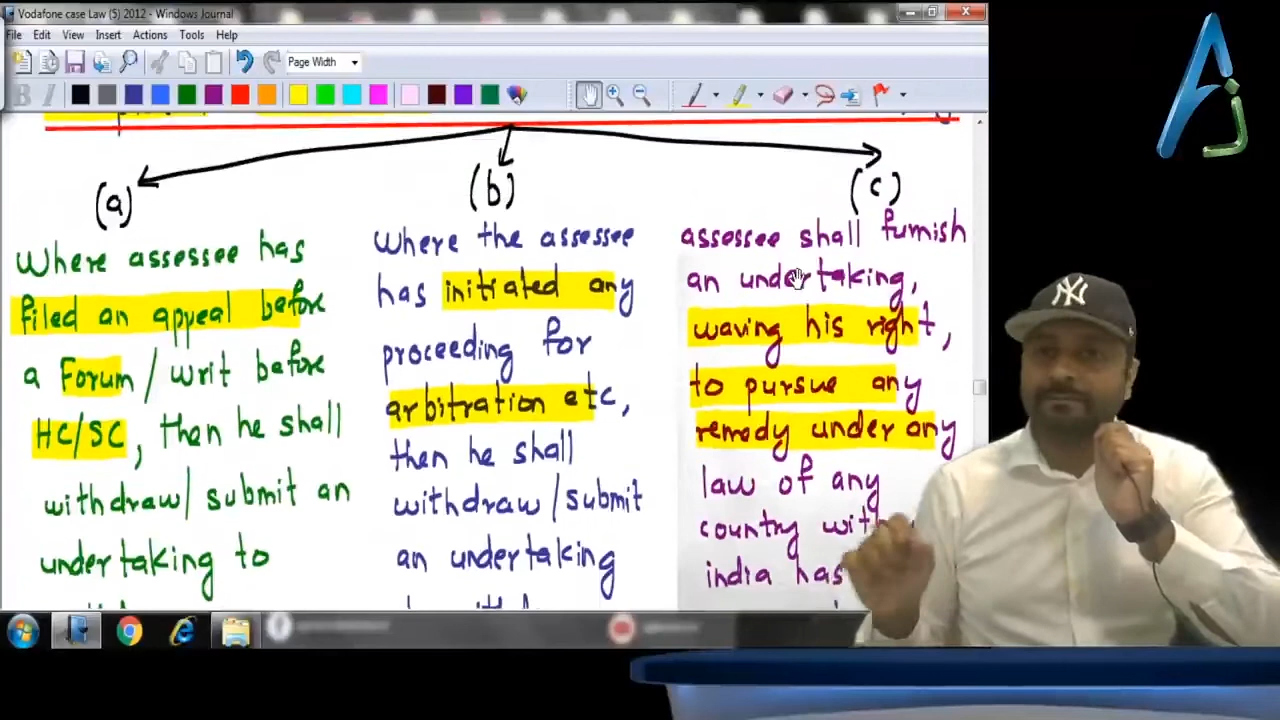 Vodafone case Law (5) 2012 - Windows Journal
File Edit View Insert Actions Tools Help
Page Width
(a)
Where assessee has
filed an appeal before
a Forum / writ before
HC/SC, then he shall
withdraw/ submit an
undertaking to
(b)
Where the assessee
has initiated any
proceeding for
arbitration etc,
then he shall
withdraw/submit
an undertaking
(c)
assessee shall furnish
an undertaking,
waving his right,
to pursue any
remedy under any
law of any
country
india has
NY
AJ